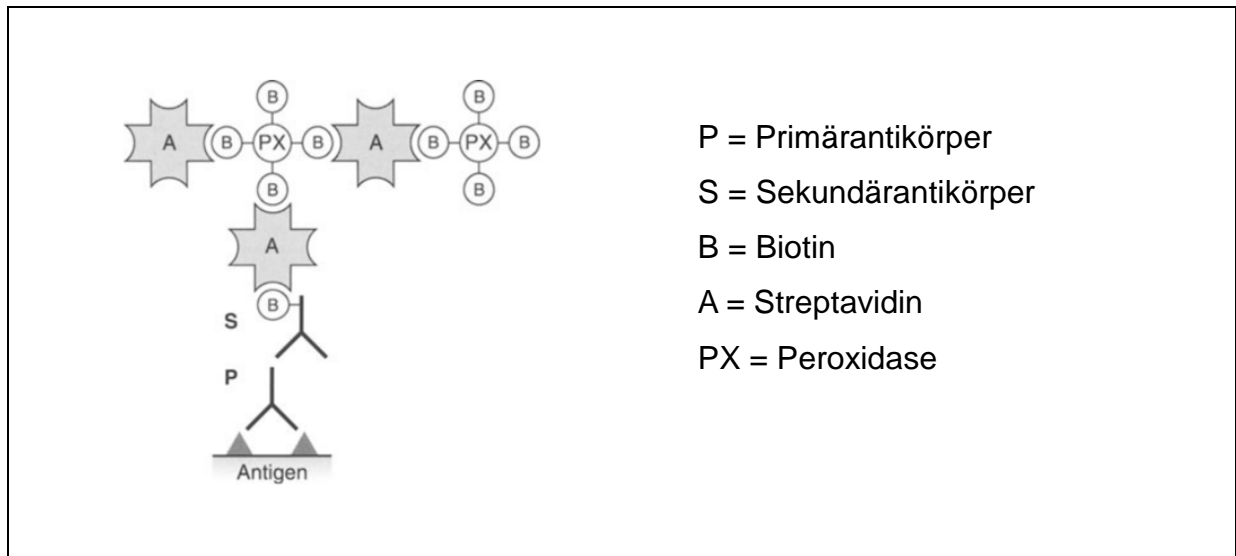 B B
A B PX B A B PX B
B B
A
B
S
P
Antigen
P = Primärantikörper
S = Sekundärantikörper
B = Biotin
A = Streptavidin
PX = Peroxidase